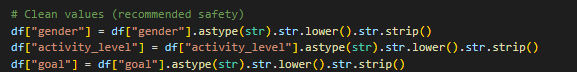 # Clean values (recommended safety)
df["gender"] = df["gender"].astype(str).str.lower().str.strip()
df["activity_level"] = df["activity_level"].astype(str).str.lower().str.strip()
df["goal"] = df["goal"].astype(str).str.lower().str.strip()